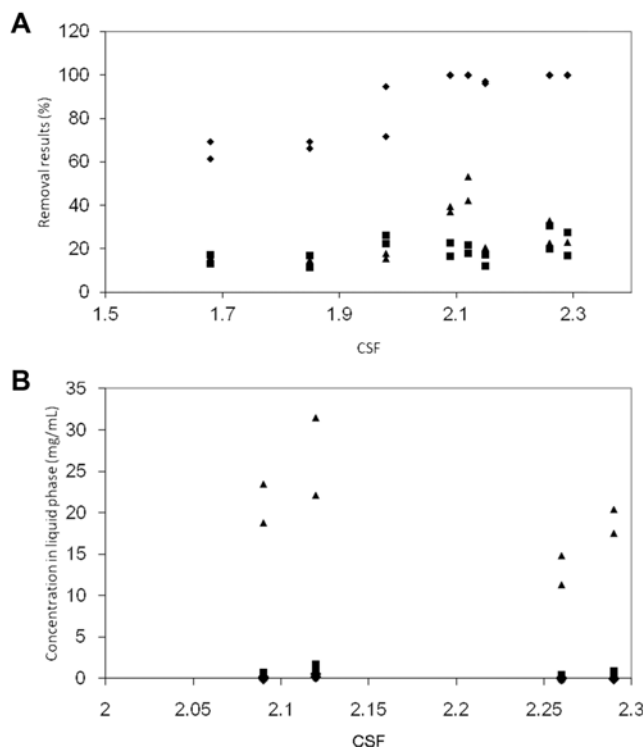 A
Removal results (%)
120
100
80
60
40
20
0
1.5 1.7 1.9 2.1 2.3
CSF
B
Concentration in liquid phase (mg/mL)
35
30
25
20
15
10
5
0
2 2.05 2.1 2.15 2.2 2.25 2.3
CSF